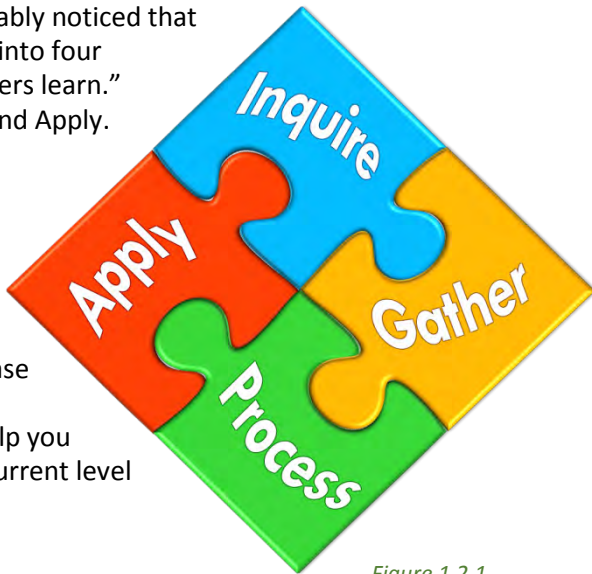 ably noticed that
into four
ers learn.”
nd Apply.
Inquire
Apply
Gather
Process
se
lp you
urrent level
Figure 1.2.1